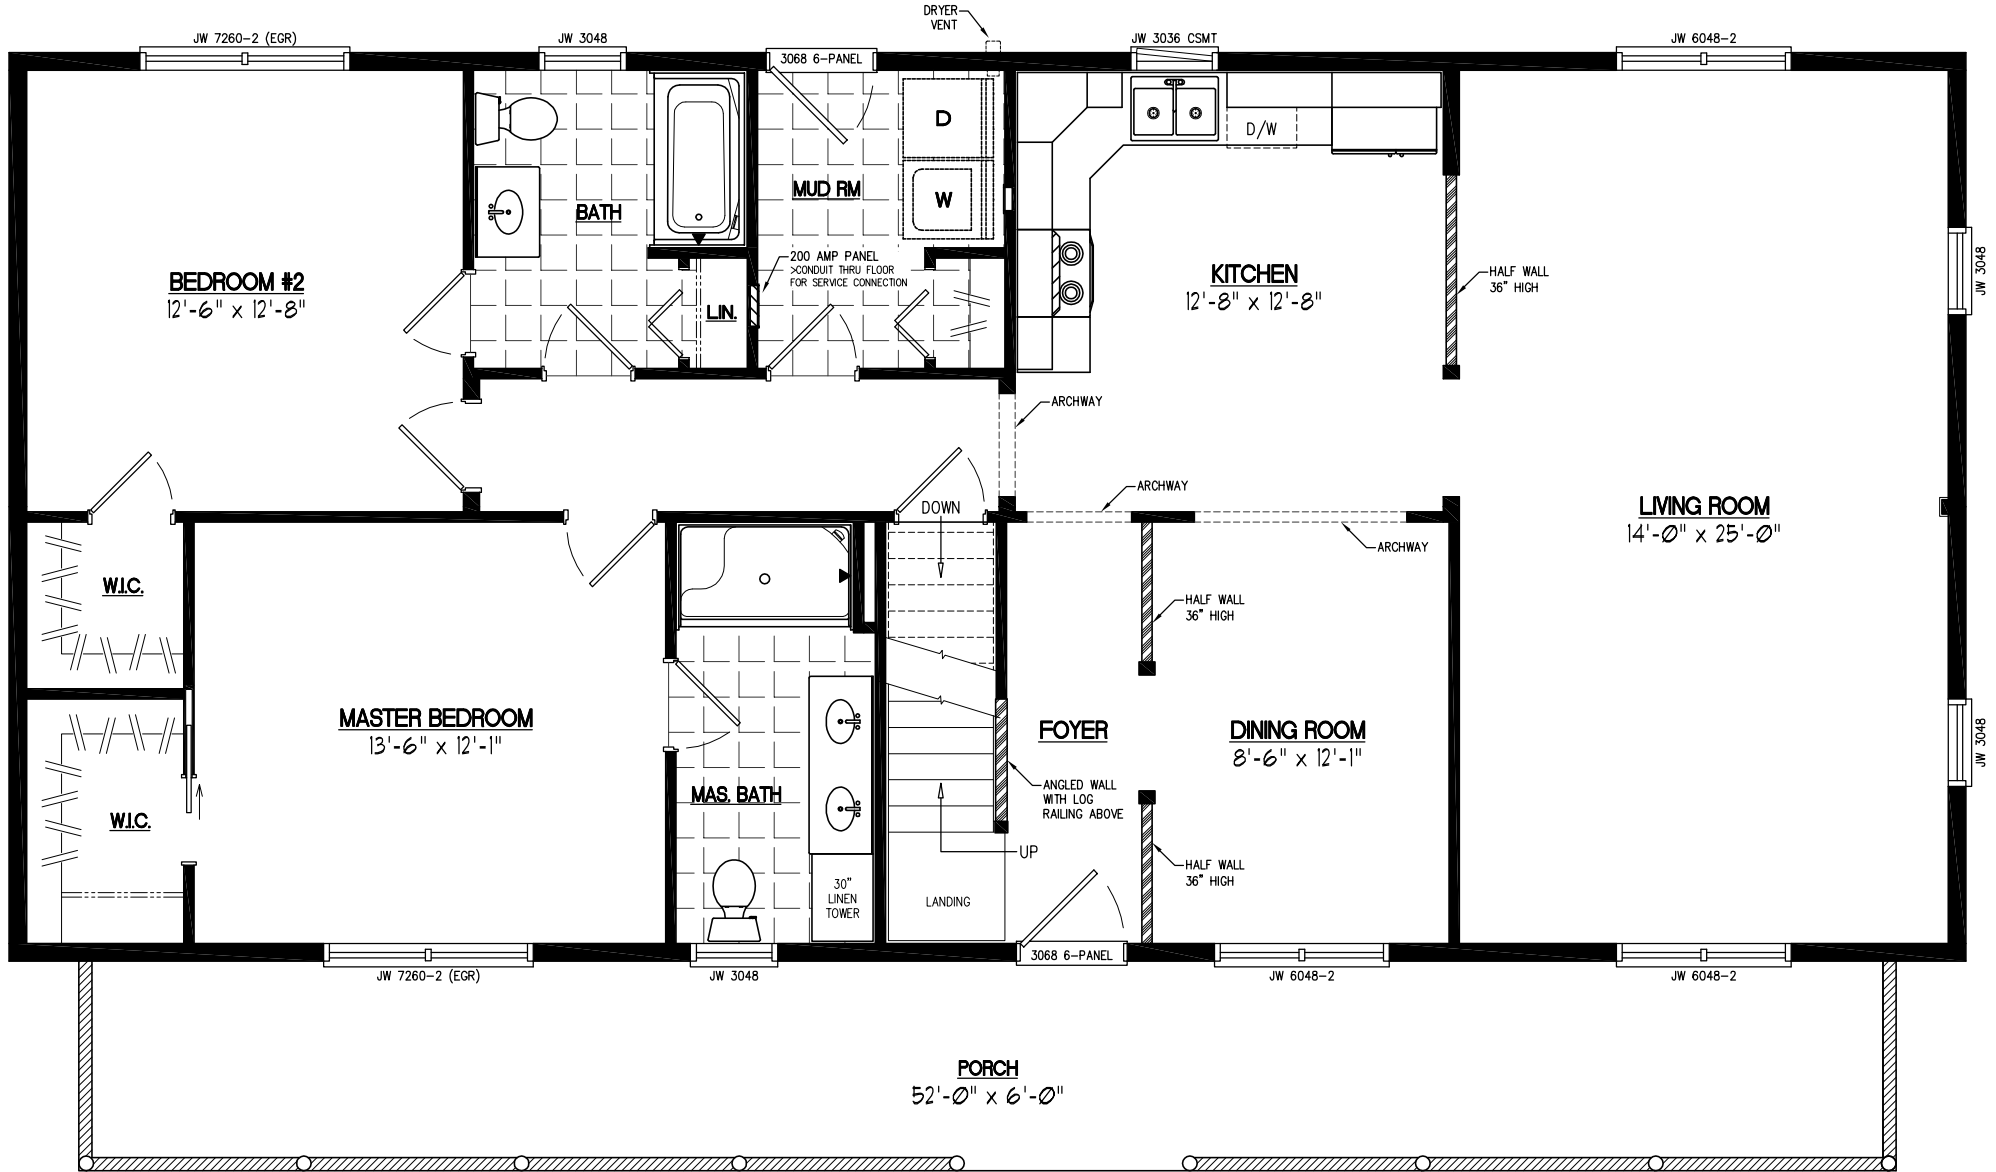 DRYER
VENT
JW 7260-2 (EGR)
JW 3048
3068 6-PANEL
JW 3036 CSMT
JW 6048-2
D
D/W
W
MUD RM
BATH
200 AMP PANEL
>CONDUIT THRU FLOOR
FOR SERVICE CONNECTION
LIN.
BEDROOM #2
12'-6" x 12'-8"
KITCHEN
12'-8" x 12'-8"
HALF WALL
36" HIGH
JW 3048
ARCHWAY
ARCHWAY
ARCHWAY
DOWN
LIVING ROOM
14'-0" x 25'-0"
W.I.C.
HALF WALL
36" HIGH
MASTER BEDROOM
13'-6" x 12'-1"
FOYER
DINING ROOM
8'-6" x 12'-1"
JW 3048
MAS. BATH
ANGLED WALL
WITH LOG
RAILING ABOVE
W.I.C.
UP
HALF WALL
36" HIGH
30"
LINEN
TOWER
LANDING
3068 6-PANEL
JW 7260-2 (EGR)
JW 3048
JW 6048-2
JW 6048-2
PORCH
52'-0" x 6'-0"